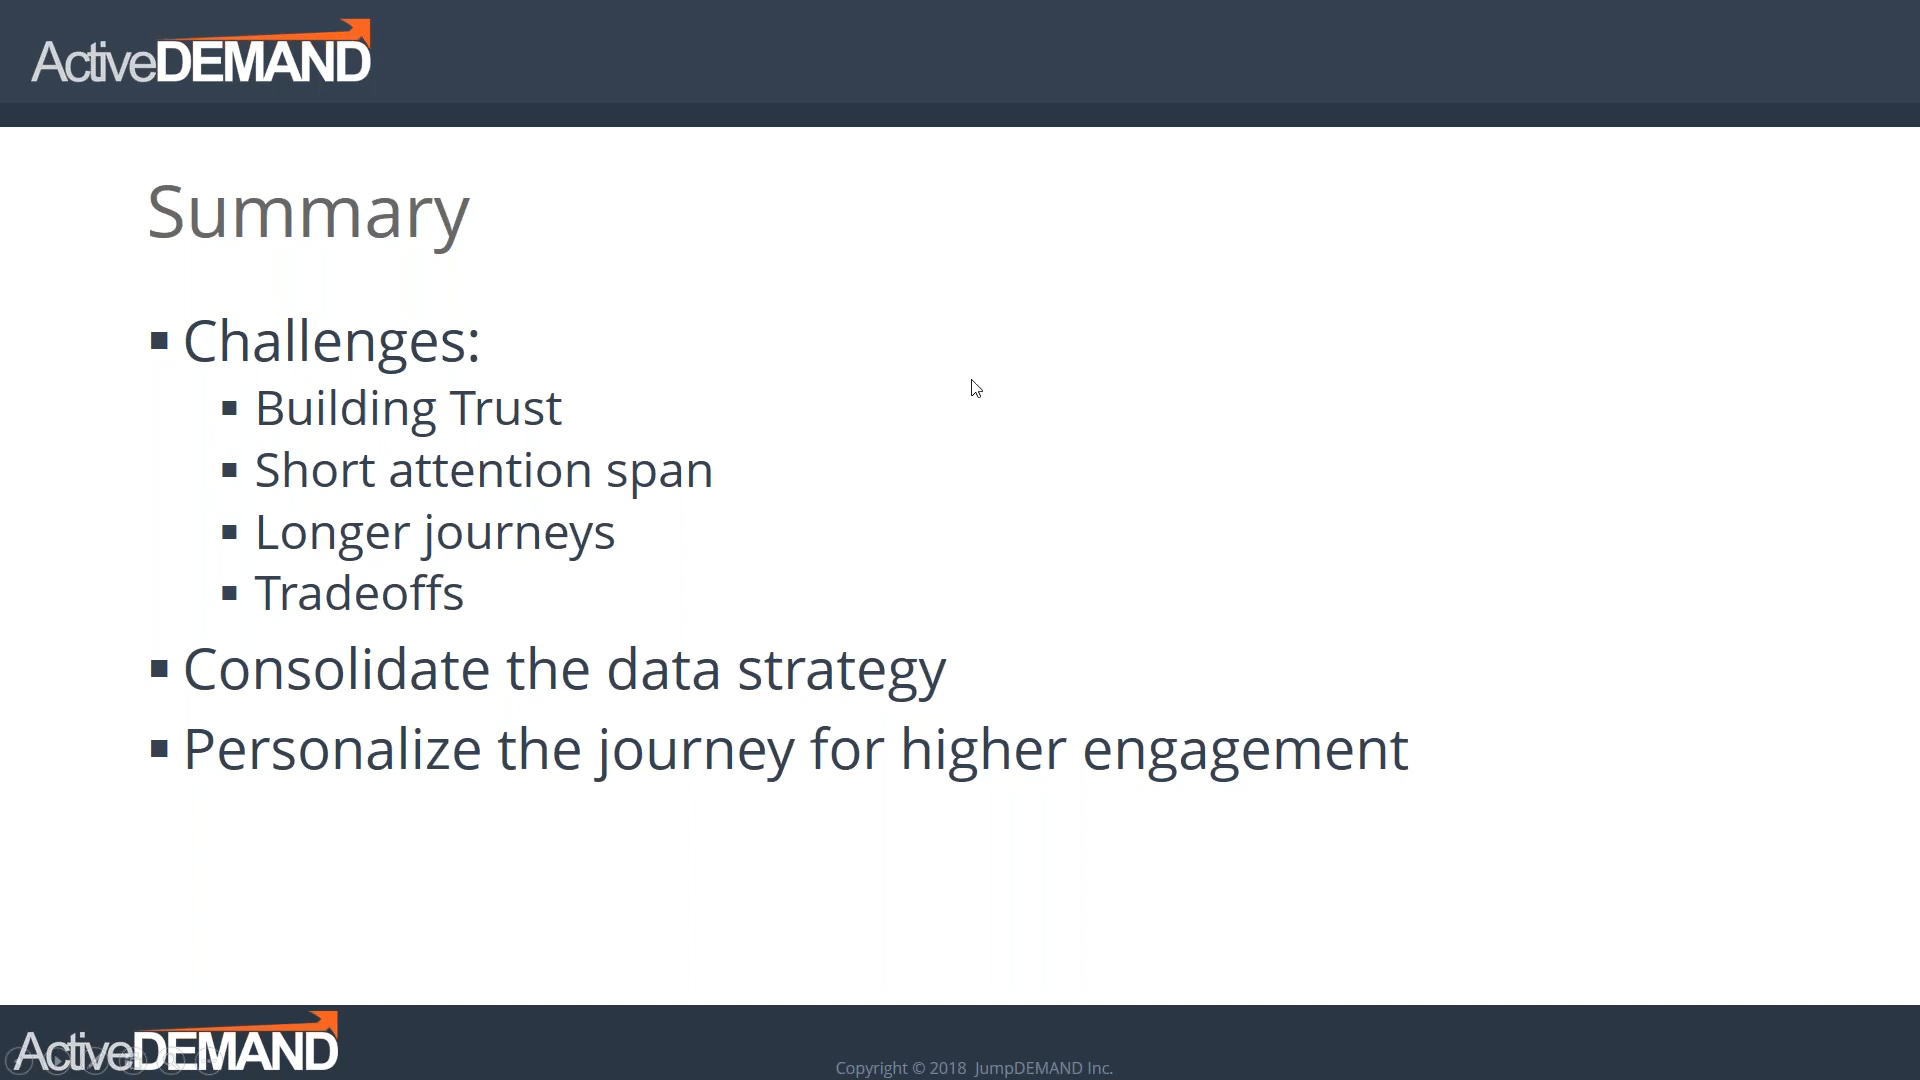 ActiveDEMAND
Summary
Challenges:
Building Trust
Short attention span
Longer journeys
Tradeoffs
Consolidate the data strategy
Personalize the journey for higher engagement
ActiveDEMAND
Copyright © 2018 JumpDEMAND Inc.